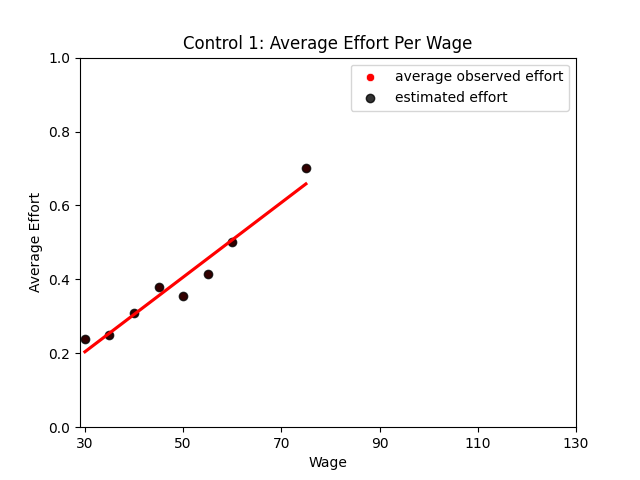 Control 1: Average Effort Per Wage
average observed effort
estimated effort
1.0
0.8
0.6
0.4
0.2
0.0
Average Effort
30 50 70 90 110 130
Wage